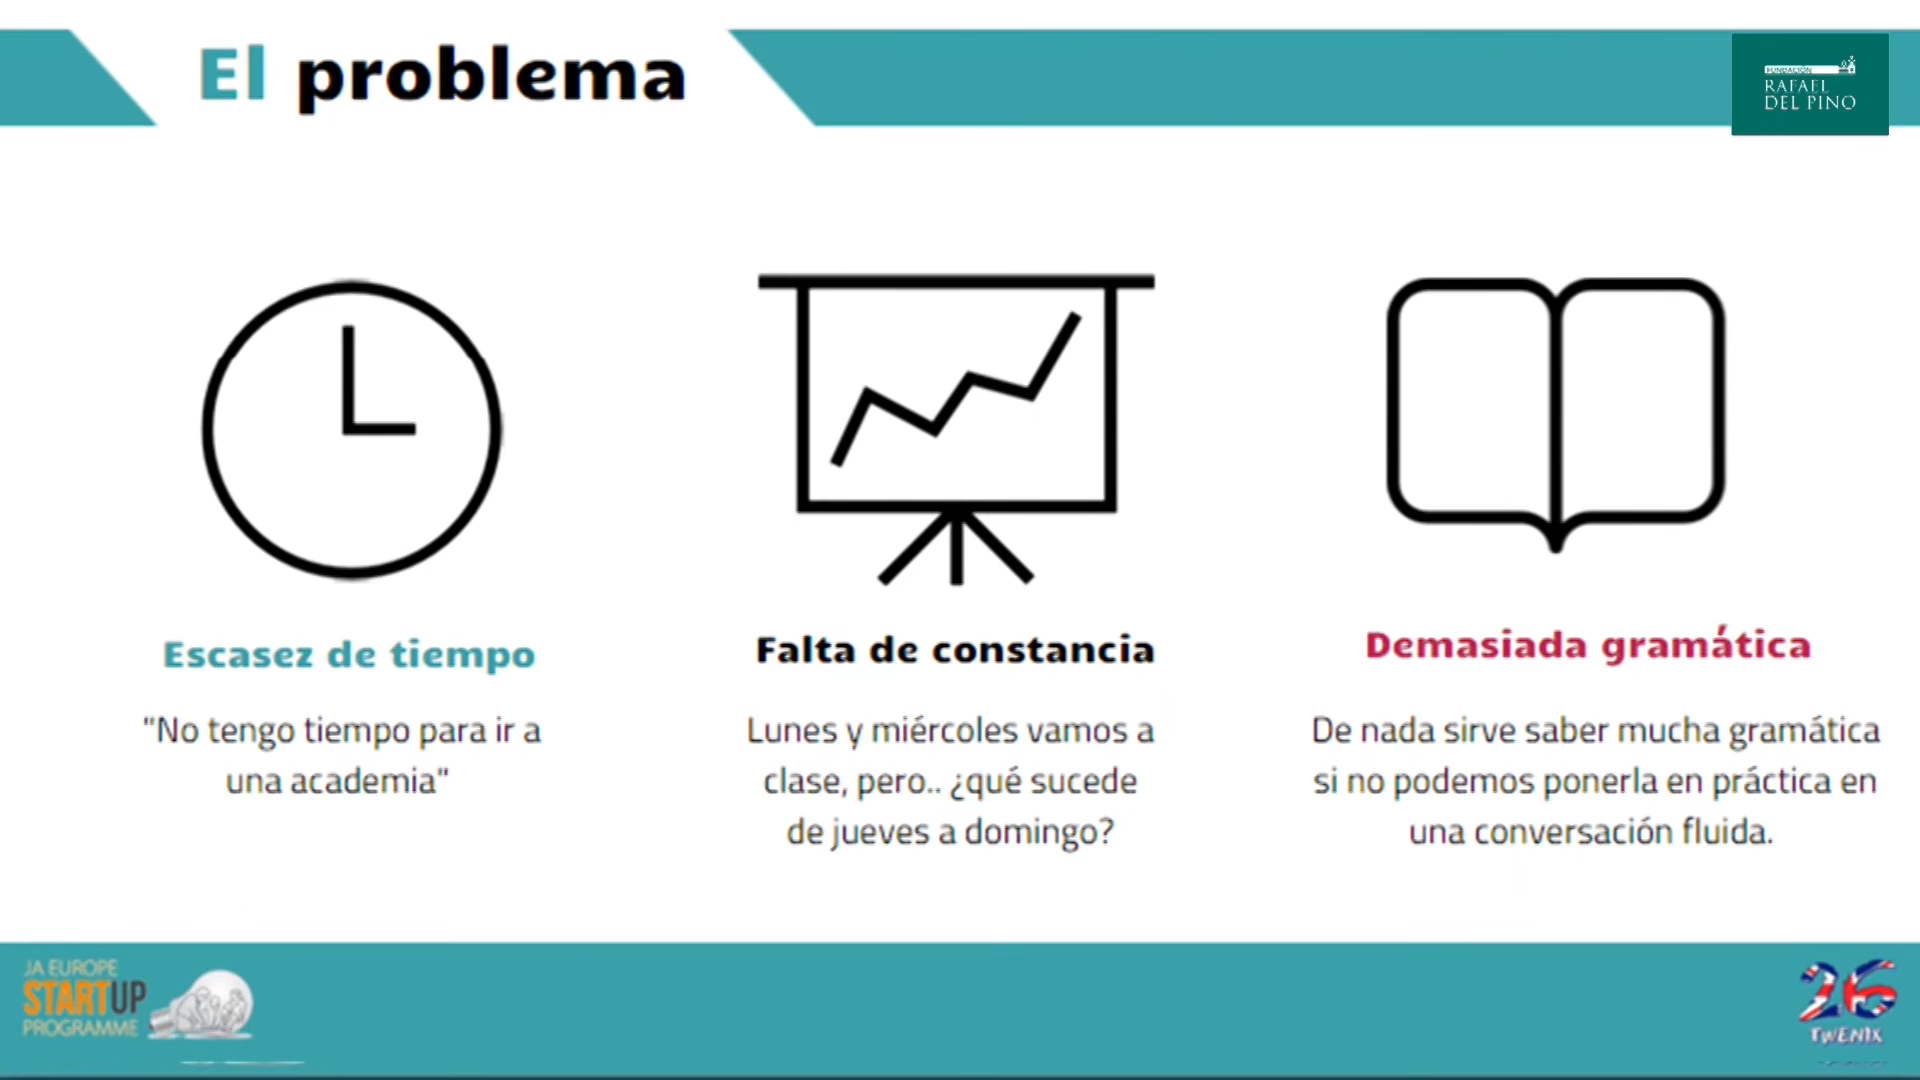 El problema
FUNDACIÓN
RAFAEL
DEL PINO
Escasez de tiempo
"No tengo tiempo para ir a
una academia"
Falta de constancia
Lunes y miércoles vamos a
clase, pero.. ¿qué sucede
de jueves a domingo?
Demasiada gramática
De nada sirve saber mucha gramática
si no podemos ponerla en práctica en
una conversación fluida.
JA EUROPE
STARTUP
PROGRAMME
26
TWENIX